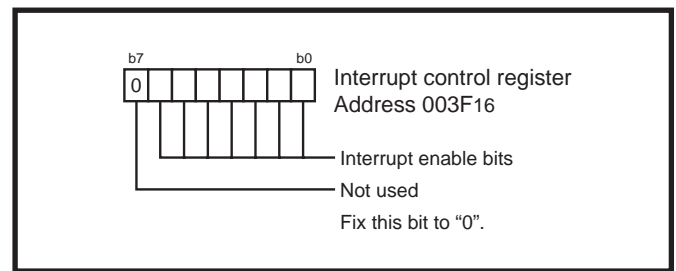 b7 b0
0
Interrupt control register
Address 003F16
Interrupt enable bits
Not used
Fix this bit to “0”.